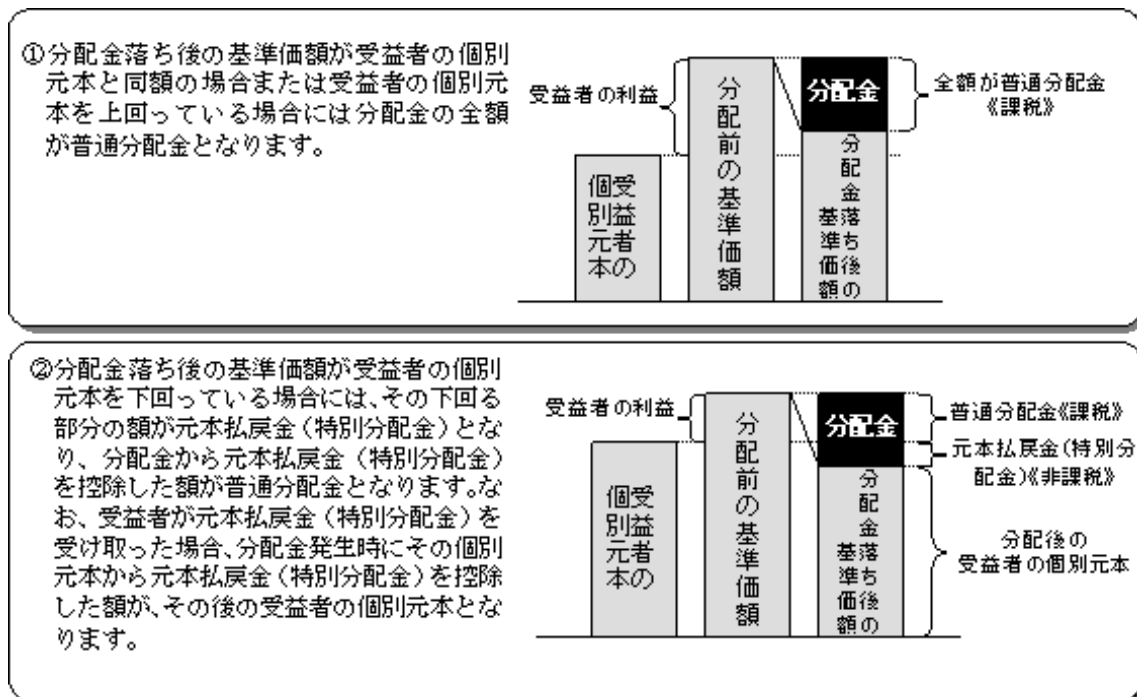 ①分配金落ち後の基準価額が受益者の個別
元本と同額の場合または受益者の個別元
本を上回っている場合には分配金の全額
が普通分配金となります。
受益者の利益
受益者の
個別元本
分配前の基準価額
分配金
分配金落ち後の
基準価額
全額が普通分配金
《課税》
②分配金落ち後の基準価額が受益者の個別
元本を下回っている場合には、その下回る
部分の額が元本払戻金（特別分配金）とな
り、分配金から元本払戻金（特別分配金）
を控除した額が普通分配金となります。な
お、受益者が元本払戻金（特別分配金）を
受け取った場合、分配金発生時にその個別
元本から元本払戻金（特別分配金）を控除
した額が、その後の受益者の個別元本とな
ります。
受益者の利益
受益者の
個別元本
分配前の基準価額
分配金
分配金落ち後の
基準価額
普通分配金《課税》
元本払戻金（特別分
配金）《非課税》
分配後の
受益者の個別元本